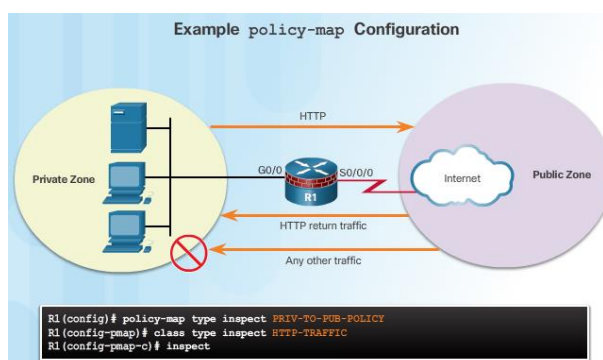 Example policy-map Configuration
HTTP
Private Zone
G0/0
S0/0/0
R1
Internet
Public Zone
HTTP return traffic
Any other traffic
R1(config)# policy-map type inspect PRIV-TO-PUB-POLICY
R1(config-pmap)# class type inspect HTTP-TRAFFIC
R1(config-pmap-c)# inspect